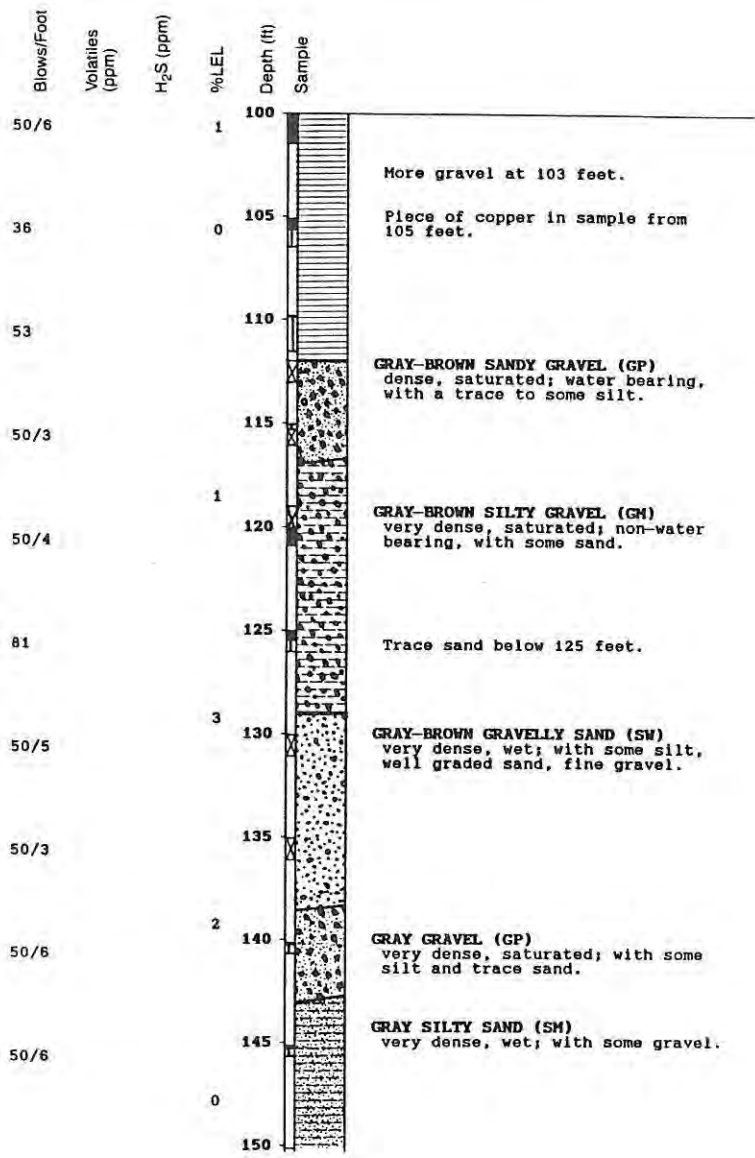 Blows/Foot
Volatiles
(ppm)
H₂S (ppm)
%LEL
Depth (ft)
Sample
100
50/6
1
More gravel at 103 feet.
105
36
0
Piece of copper in sample from
105 feet.
110
53
GRAY-BROWN SANDY GRAVEL (GP)
dense, saturated; water bearing,
with a trace to some silt.
115
50/3
1
GRAY-BROWN SILTY GRAVEL (GM)
very dense, saturated; non-water
bearing, with some sand.
120
50/4
125
81
Trace sand below 125 feet.
3
130
GRAY-BROWN GRAVELLY SAND (SW)
very dense, wet; with some silt,
well graded sand, fine gravel.
50/5
135
50/3
2
140
GRAY GRAVEL (GP)
very dense, saturated; with some
silt and trace sand.
50/6
GRAY SILTY SAND (SM)
very dense, wet; with some gravel.
145
50/6
0
150